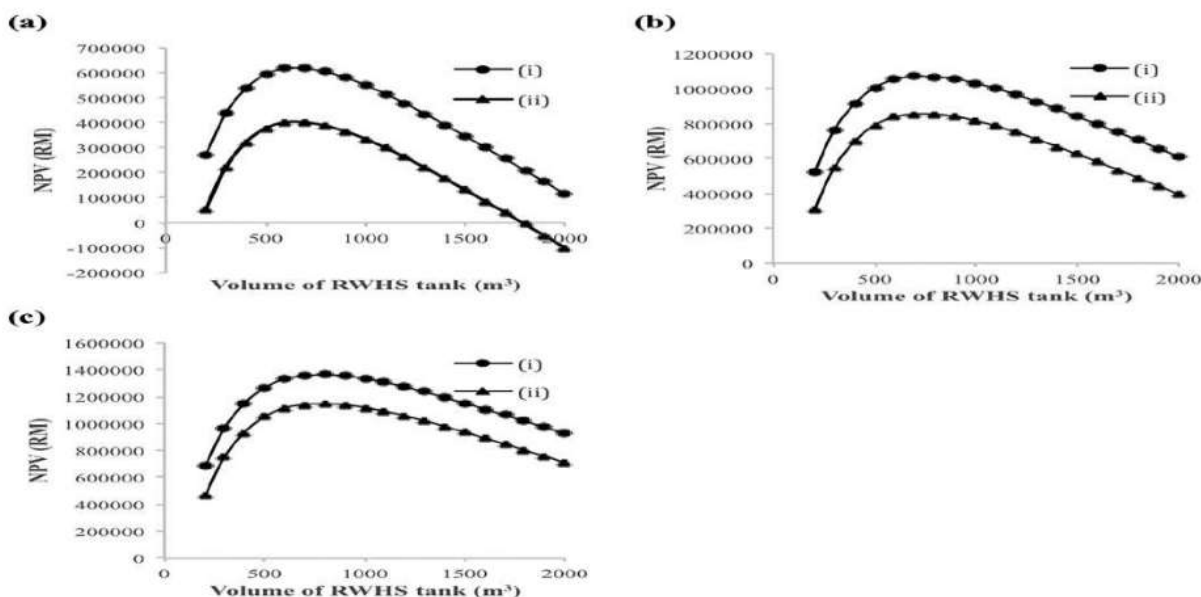 (a)
700000
600000
500000
400000
300000
200000
100000
0
-100000
-200000
NPV (RM)
(i)
(ii)
0 500 1000 1500 2000
Volume of RWHS tank (m³)
(b)
1200000
1000000
800000
600000
400000
200000
0
NPV (RM)
(i)
(ii)
0 500 1000 1500 2000
Volume of RWHS tank (m³)
(c)
1600000
1400000
1200000
1000000
800000
600000
400000
200000
0
NPV (RM)
(i)
(ii)
0 500 1000 1500 2000
Volume of RWHS tank (m³)